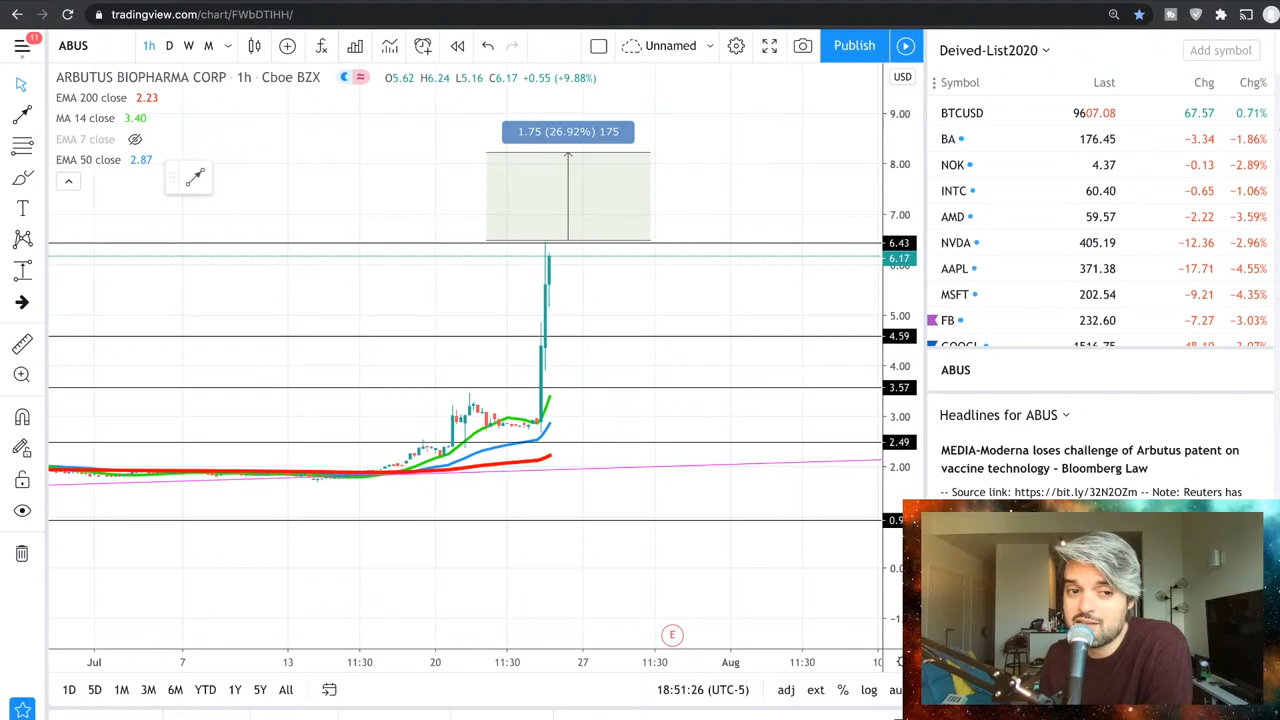 tradingview.com/chart/FWbDTIHH/
11
ABUS
1h D W M
Unnamed
Publish
ARBUTUS BIOPHARMA CORP · 1h · Cboe BZX
O5.62 H6.24 L5.16 C6.17 +0.55 (+9.88%)
EMA 200 close 2.23
MA 14 close 3.40
EMA 7 close
EMA 50 close 2.87
1.75 (26.92%) 175
USD
9.00
8.00
7.00
6.43
6.17
6.00
5.00
4.59
4.00
3.57
3.00
2.49
2.00
E
Jul 7 13 11:30 20 11:30 27 11:30 Aug 11:30
1D 5D 1M 3M 6M YTD 1Y 5Y All
18:51:26 (UTC-5)
adj ext % log
Deived-List2020
Add symbol
Symbol Last Chg Chg%
BTCUSD 9607.08 67.57 0.71%
BA 176.45 −3.34 −1.86%
NOK 4.37 −0.13 −2.89%
INTC 60.40 −0.65 −1.06%
AMD 59.57 −2.22 −3.59%
NVDA 405.19 −12.36 −2.96%
AAPL 371.38 −17.71 −4.55%
MSFT 202.54 −9.21 −4.35%
FB 232.60 −7.27 −3.03%
ABUS
Headlines for ABUS
MEDIA-Moderna loses challenge of Arbutus patent on
vaccine technology - Bloomberg Law
-- Source link: https://bit.ly/32N2OZm -- Note: Reuters has